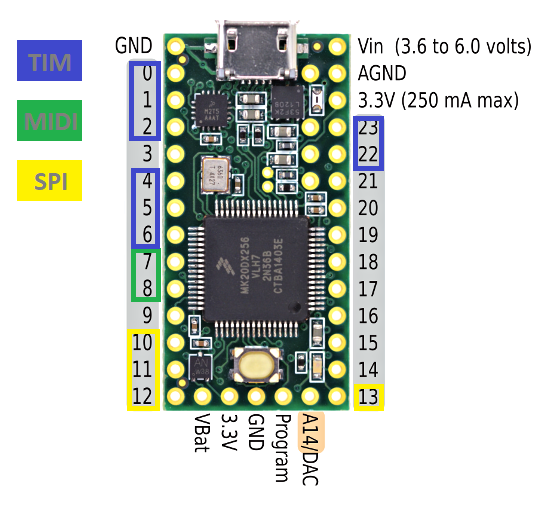 TIM
MIDI
SPI
GND
0
1
2
3
4
5
6
7
8
9
10
11
12
Vin (3.6 to 6.0 volts)
AGND
3.3V (250 mA max)
23
22
21
20
19
18
17
16
15
14
13
VBat
3.3V
GND
Program
A14/DAC
MK20DX256
VLH7
2N36B
CTBA1403E